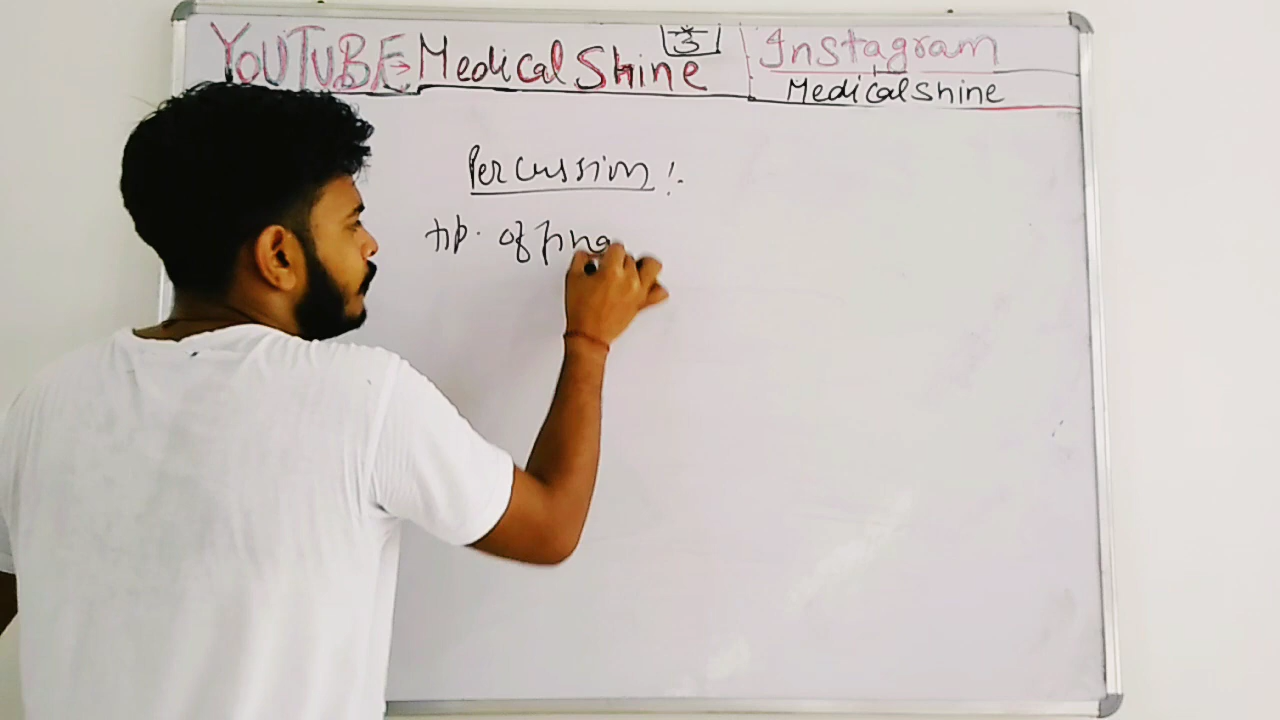 YOUTUBE→ Medical Shine
3
Instagram
Medicalshine
Percussion:-
tip. of fing